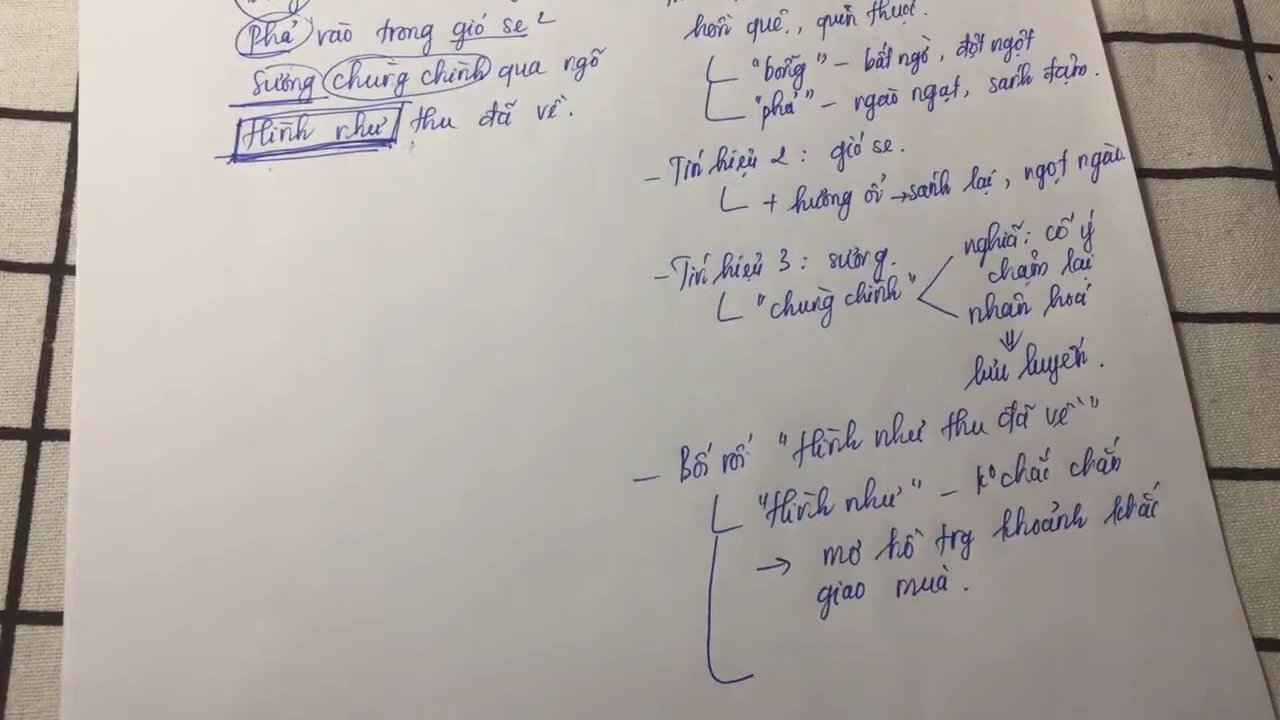 Phả vào trong gió se 2
Sương chùng chình qua ngõ
Hình như thu đã về.
hồn quê, quen thuộc.
"bỗng" - bất ngờ, đột ngột
"phả" - ngào ngạt, sánh đậm.
- Tín hiệu 2 : gió se.
+ hương ổi → sánh lại, ngọt ngào
- Tín hiệu 3 : sương.
"chùng chình"
nghĩa: cố ý
chậm lại
nhân hoá
⇓
lưu luyến.
- Bối rối "Hình như thu đã về"
"Hình như" - k° chắc chắn
→ mơ hồ trg khoảnh khắc
giao mùa.